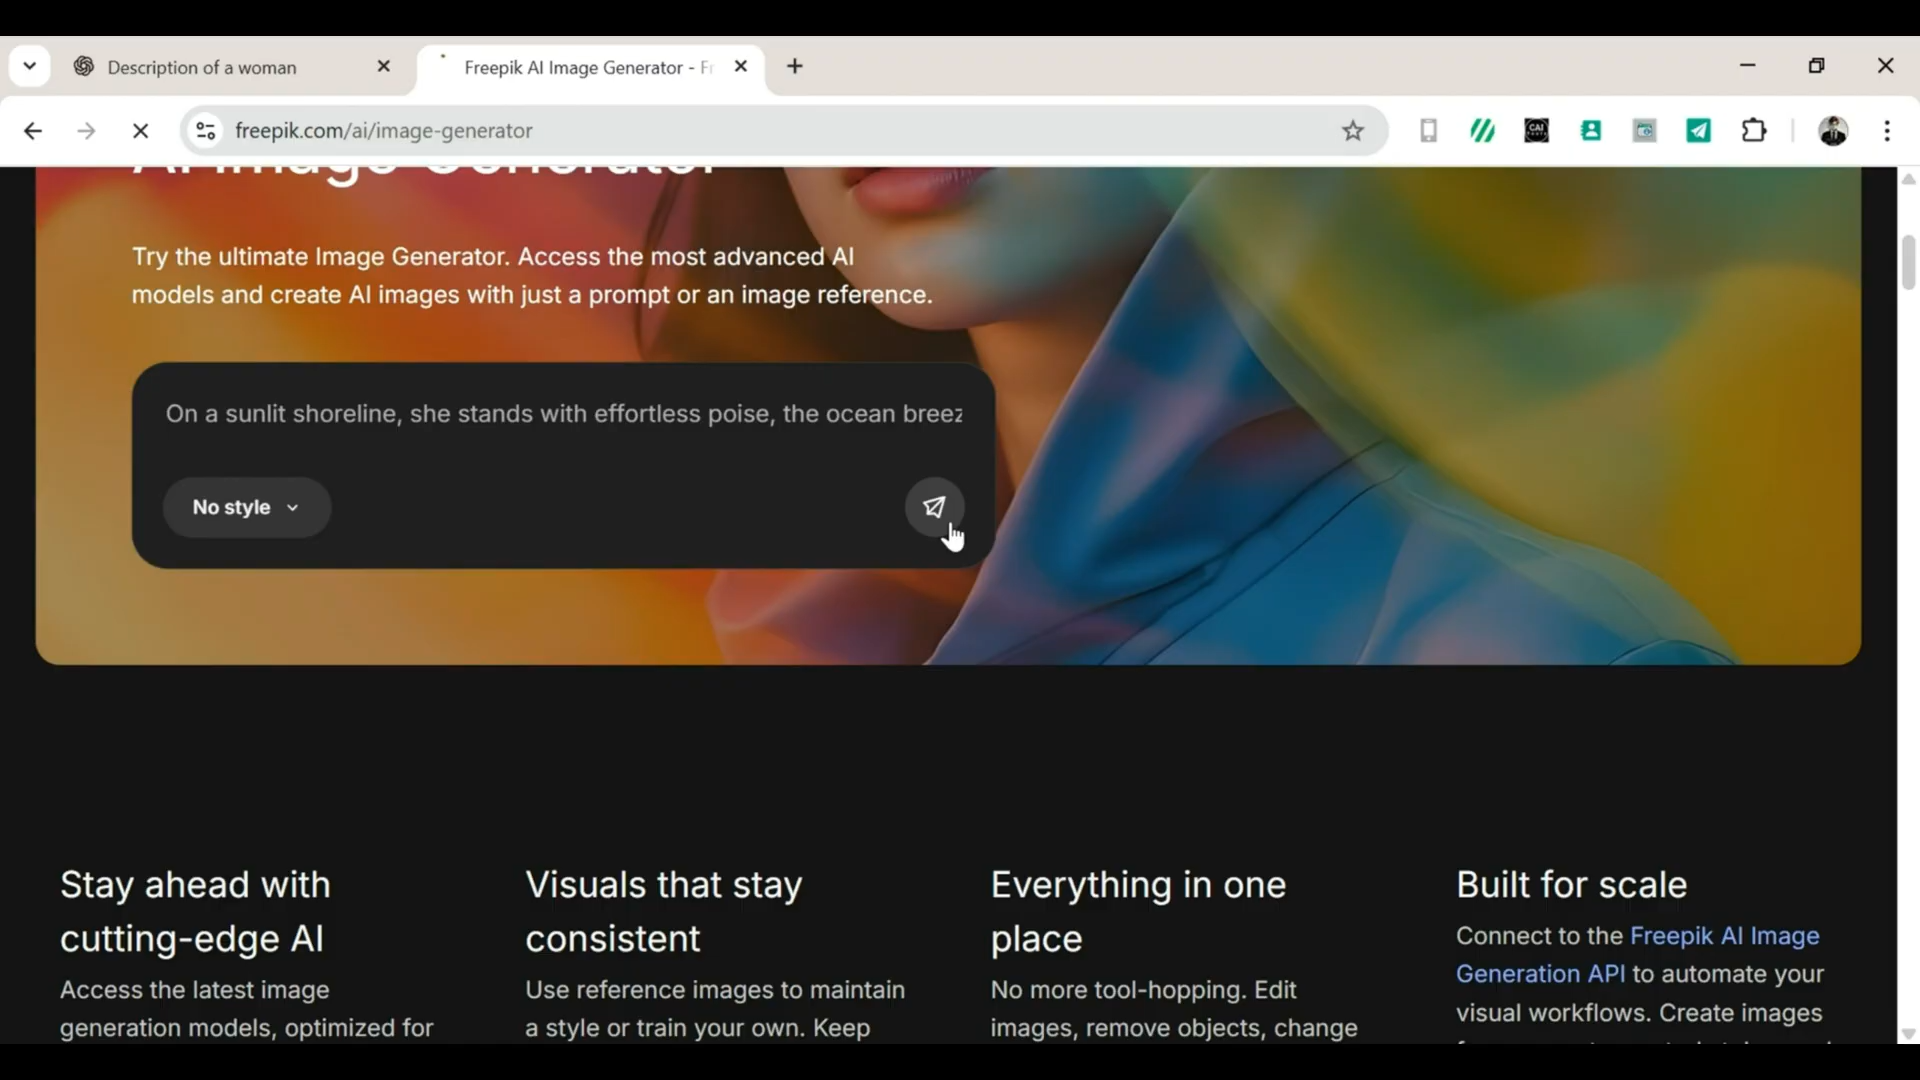 Description of a woman
Freepik AI Image Generator - Fr
freepik.com/ai/image-generator
CAI
AI Image Generator
Try the ultimate Image Generator. Access the most advanced AI
models and create AI images with just a prompt or an image reference.
On a sunlit shoreline, she stands with effortless poise, the ocean breez
No style
Stay ahead with
cutting-edge AI
Access the latest image
generation models, optimized for
Visuals that stay
consistent
Use reference images to maintain
a style or train your own. Keep
Everything in one
place
No more tool-hopping. Edit
images, remove objects, change
Built for scale
Connect to the Freepik AI Image
Generation API to automate your
visual workflows. Create images